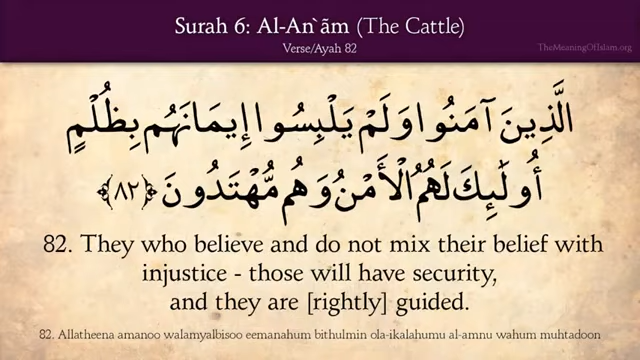 Surah 6: Al-An`ãm (The Cattle)
Verse/Ayah 82
TheMeaningOfIslam.org
الَّذِينَ آمَنُوا وَلَمْ يَلْبِسُوا إِيمَانَهُم بِظُلْمٍ
أُولَٰئِكَ لَهُمُ الْأَمْنُ وَهُم مُّهْتَدُونَ ﴿٨٢﴾
82. They who believe and do not mix their belief with
injustice - those will have security,
and they are [rightly] guided.
82. Allatheena amanoo walamyalbisoo eemanahum bithulmin ola-ikalahumu al-amnu wahum muhtadoon